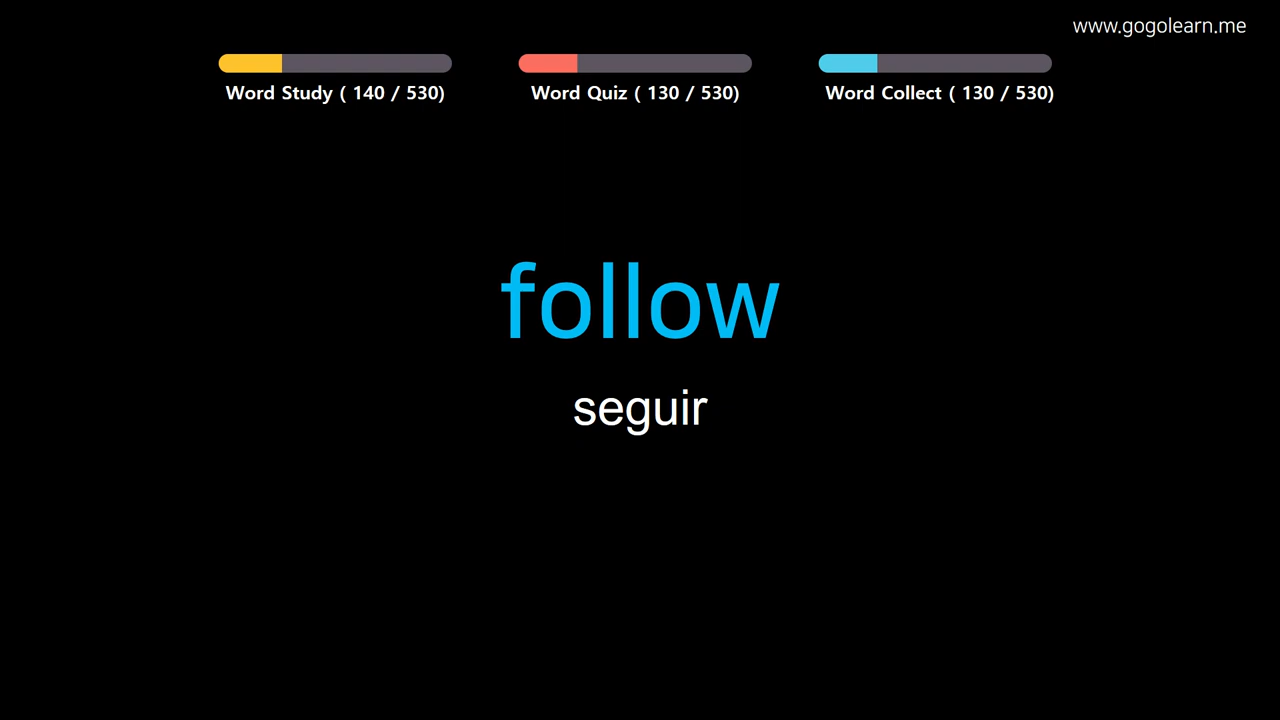 www.gogolearn.me
Word Study ( 140 / 530)
Word Quiz ( 130 / 530)
Word Collect ( 130 / 530)
follow
seguir